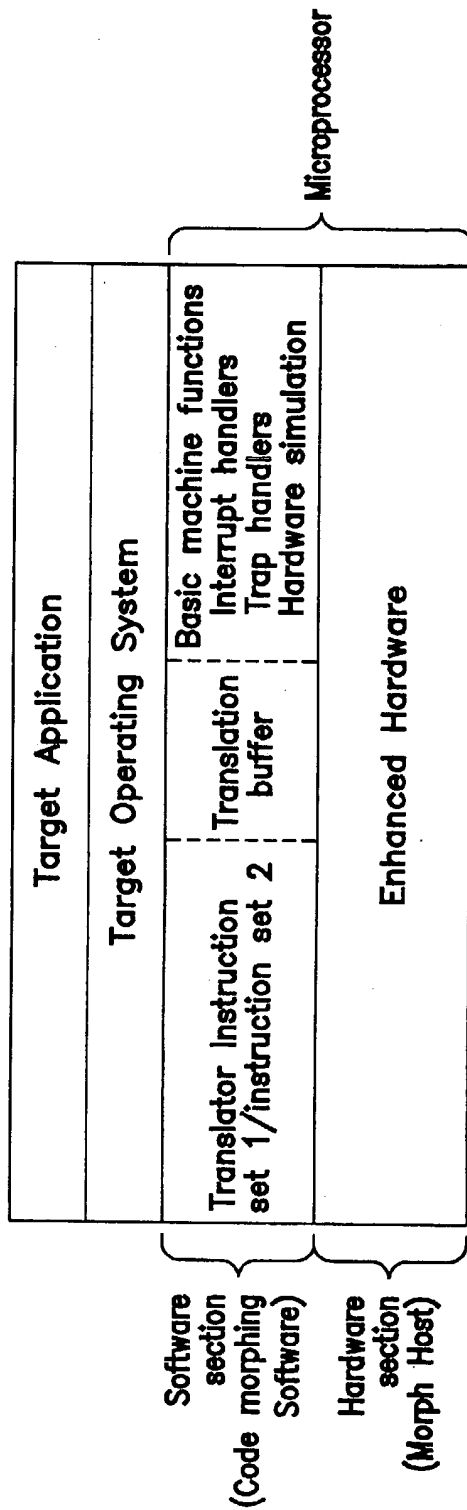 Target Application
Target Operating System
Software
section
(Code morphing
Software)
Translator Instruction
set 1/instruction set 2
Translation
buffer
Basic machine functions
Interrupt handlers
Trap handlers
Hardware simulation
Hardware
section
(Morph Host)
Enhanced Hardware
Microprocessor